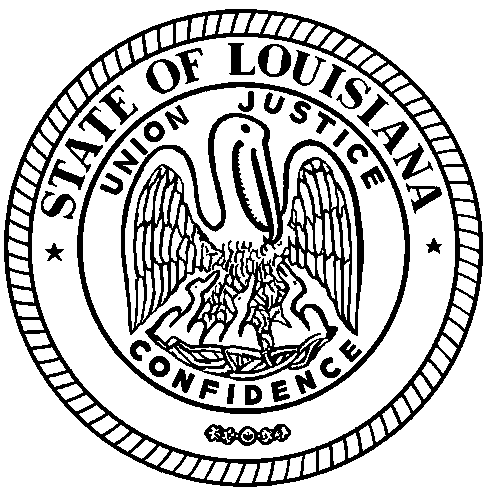 STATE OF LOUISIANA
UNION JUSTICE
CONFIDENCE